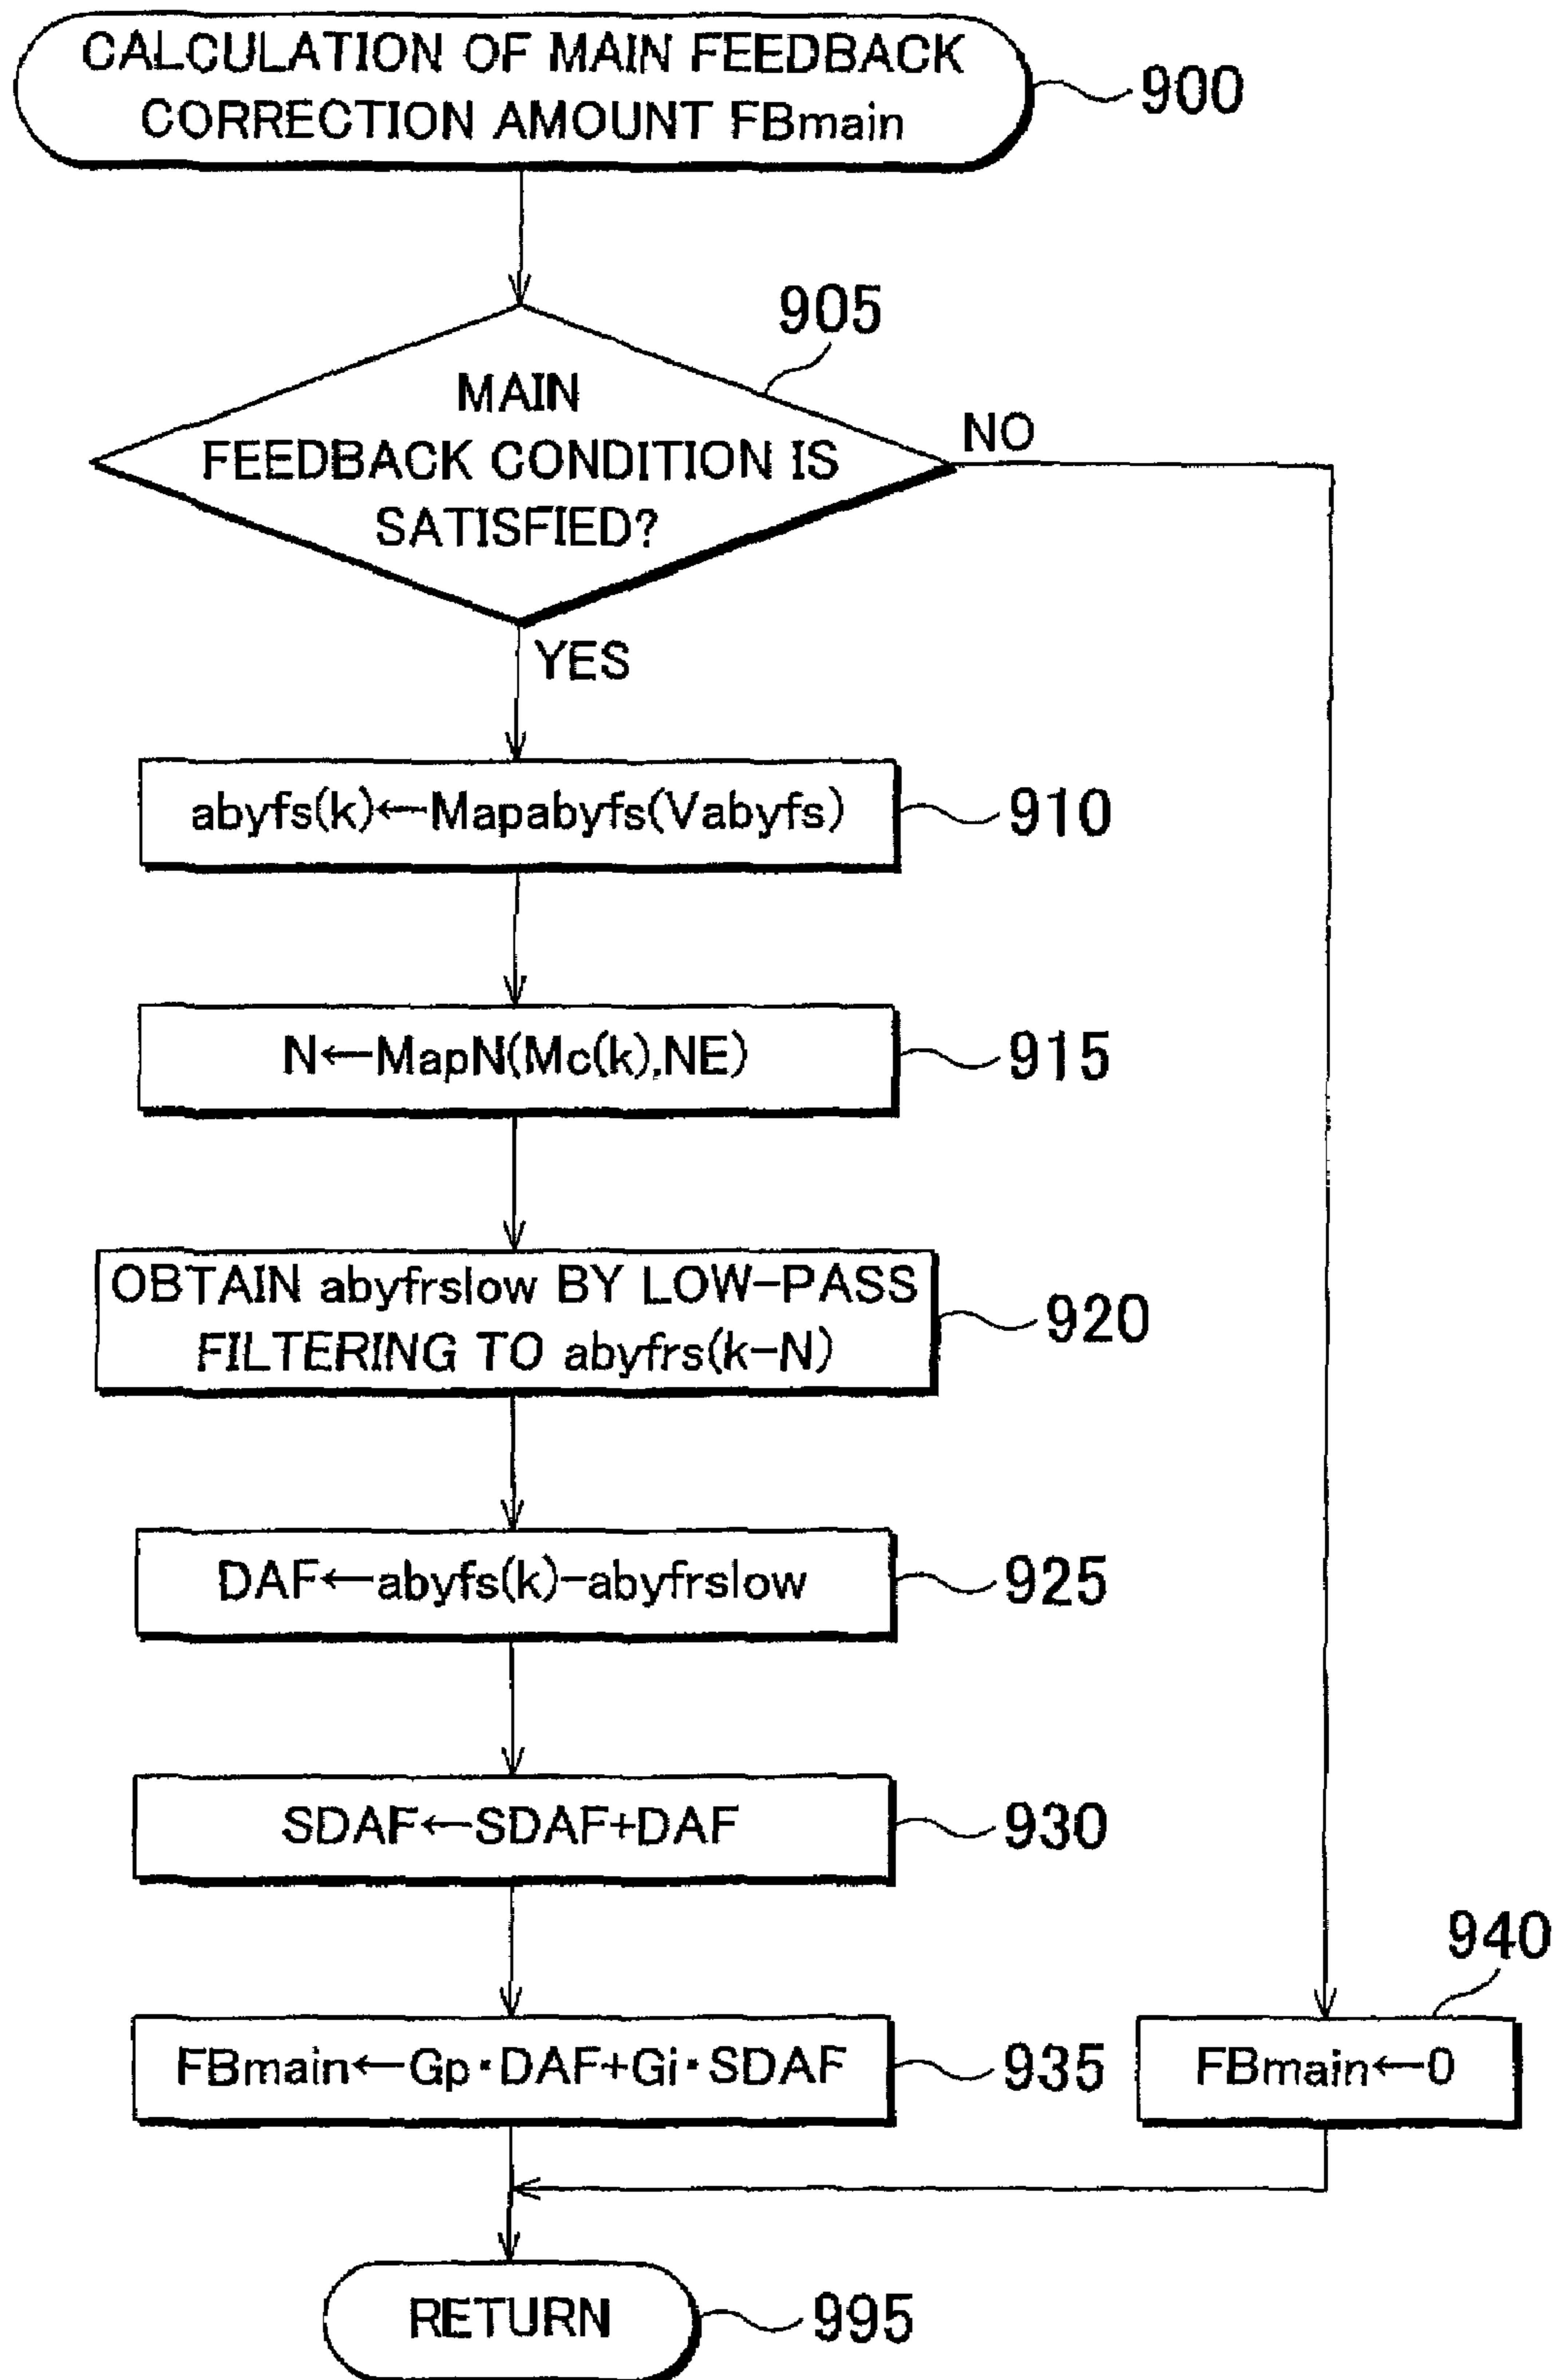 CALCULATION OF MAIN FEEDBACK
CORRECTION AMOUNT FBmain
900
905
MAIN
FEEDBACK CONDITION IS
SATISFIED?
NO
YES
abyfs(k)←Mapabyfs(Vabyfs)
910
N←MapN(Mc(k),NE)
915
OBTAIN abyfrslow BY LOW-PASS
FILTERING TO abyfrs(k-N)
920
DAF←abyfs(k)-abyfrslow
925
SDAF←SDAF+DAF
930
940
FBmain←Gp·DAF+Gi·SDAF
935
FBmain←0
RETURN
995